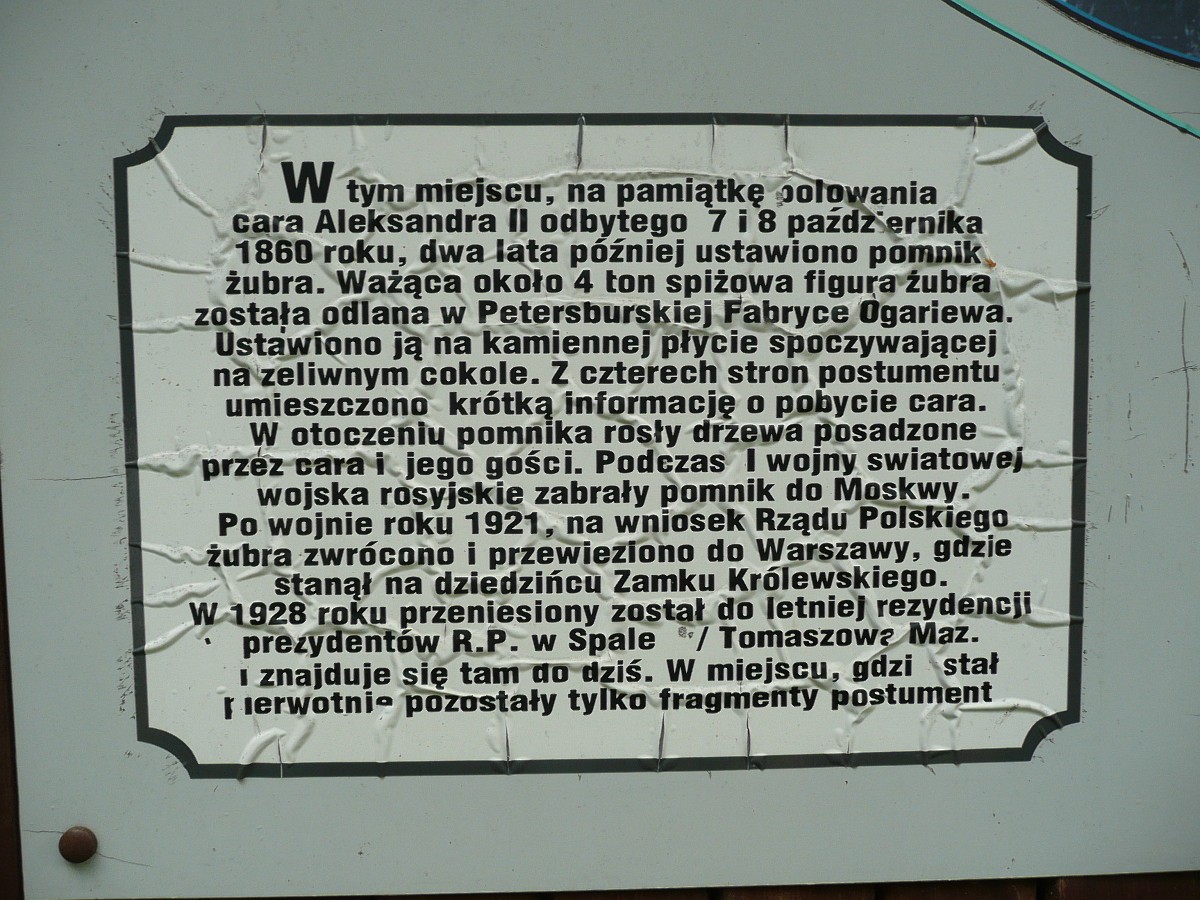 W tym miejscu, na pamiątkę polowania
cara Aleksandra II odbytego 7 i 8 października
1860 roku, dwa lata później ustawiono pomnik
żubra. Ważąca około 4 ton spiżowa figura żubra
została odlana w Petersburskiej Fabryce Ogariewa.
Ustawiono ją na kamiennej płycie spoczywającej
na żeliwnym cokole. Z czterech stron postumentu
umieszczono krótką informację o pobycie cara.
W otoczeniu pomnika rosły drzewa posadzone
przez cara i jego gości. Podczas I wojny swiatowej
wojska rosyjskie zabrały pomnik do Moskwy.
Po wojnie roku 1921, na wniosek Rządu Polskiego
żubra zwrócono i przewieziono do Warszawy, gdzie
stanął na dziedzińcu Zamku Królewskiego.
W 1928 roku przeniesiony został do letniej rezydencji
prezydentów R.P. w Spale / Tomaszowa Maz.
i znajduje się tam do dziś. W miejscu, gdzi stał
pierwotnie pozostały tylko fragmenty postument